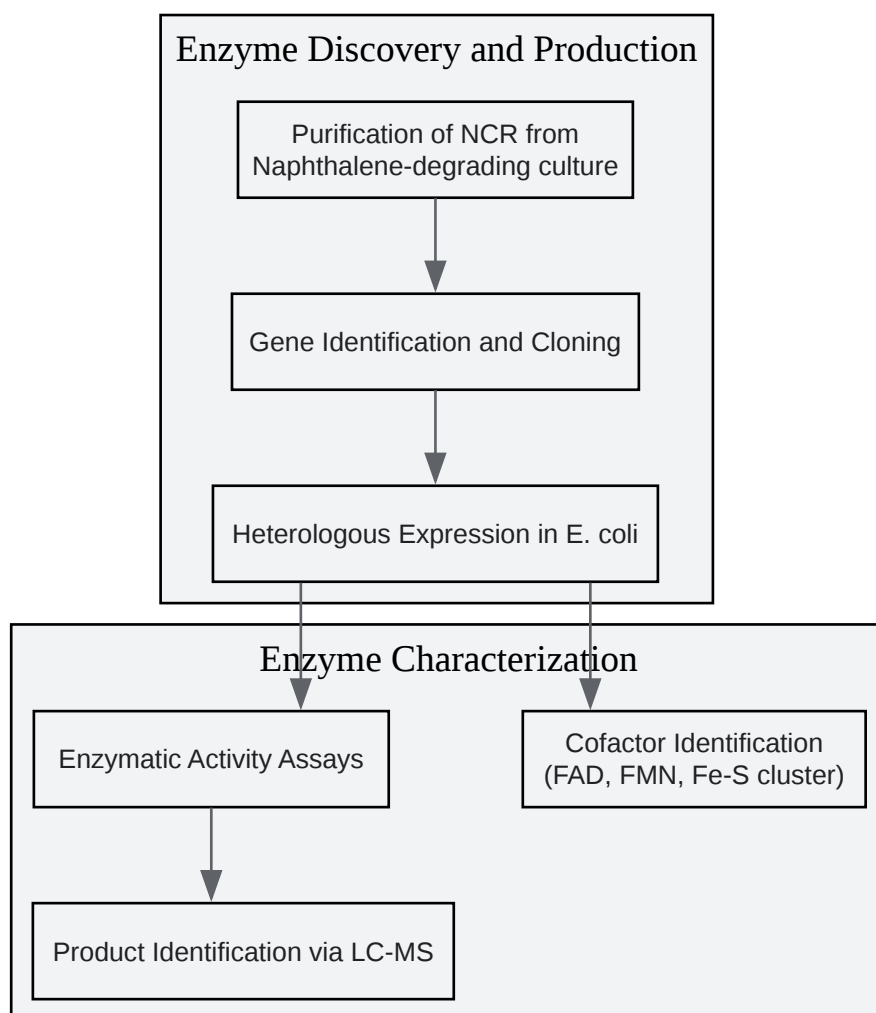 Enzyme Discovery and Production
Purification of NCR from
Naphthalene-degrading culture
Gene Identification and Cloning
Heterologous Expression in E. coli
Enzyme Characterization
Enzymatic Activity Assays
Cofactor Identification
(FAD, FMN, Fe-S cluster)
Product Identification via LC-MS